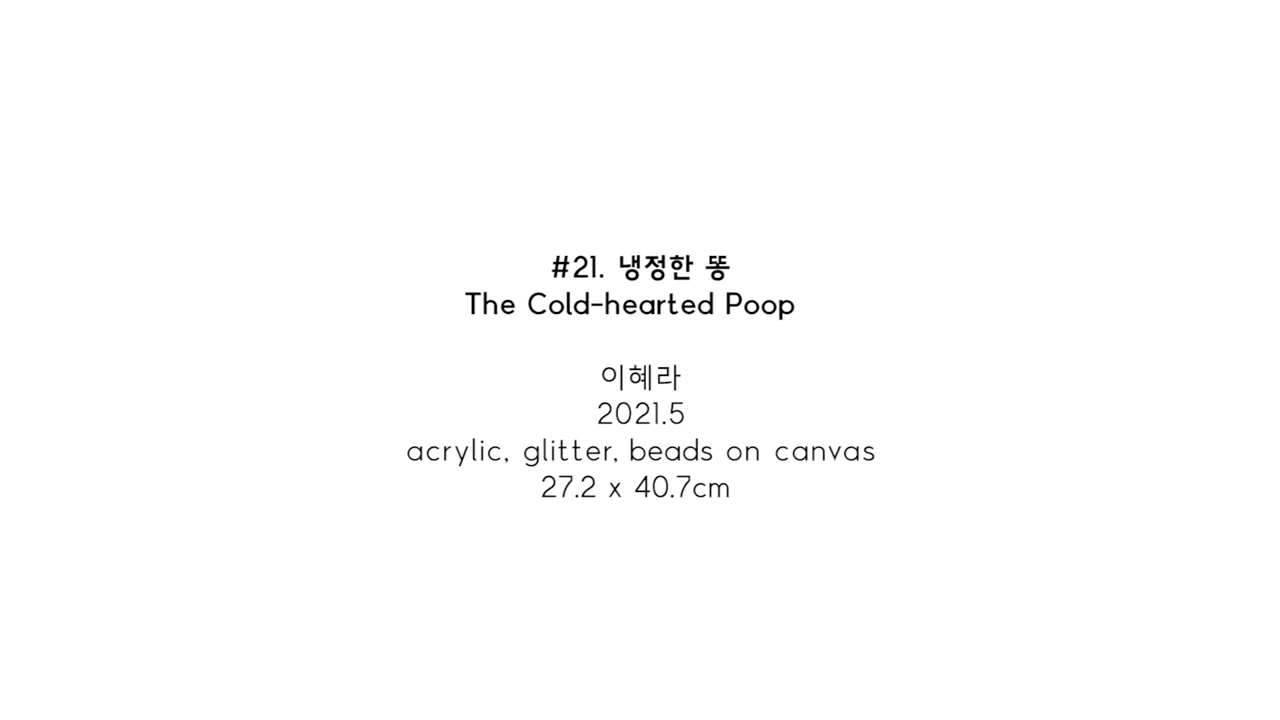 #21. 냉정한 똥
The Cold-hearted Poop
이혜라
2021.5
acrylic, glitter, beads on canvas
27.2 x 40.7cm